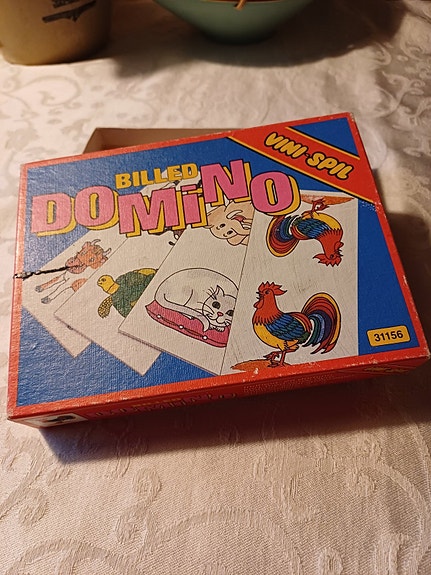 VINI-SPIL
BILLED
DOMINO
31156